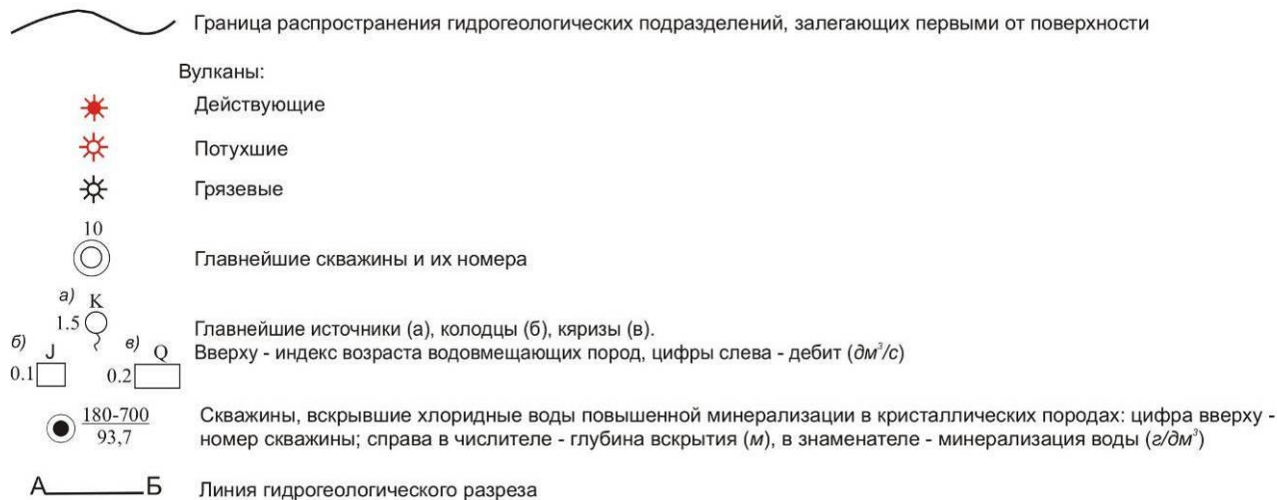 Граница распространения гидрогеологических подразделений, залегающих первыми от поверхности
Вулканы:
Действующие
Потухшие
Грязевые
10
Главнейшие скважины и их номера
а) К
1.5
Главнейшие источники (а), колодцы (б), кяризы (в).
б) J в) Q
0.1 0.2
Вверху - индекс возраста водовмещающих пород, цифры слева - дебит (дм³/с)
180-700
93,7
Скважины, вскрывшие хлоридные воды повышенной минерализации в кристаллических породах: цифра вверху -
номер скважины; справа в числителе - глубина вскрытия (м), в знаменателе - минерализация воды (г/дм³)
А Б
Линия гидрогеологического разреза